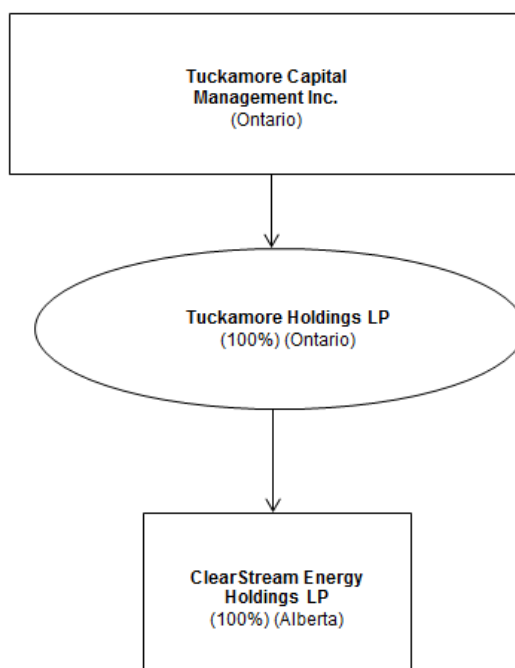 Tuckamore Capital
Management Inc.
(Ontario)
Tuckamore Holdings LP
(100%) (Ontario)
ClearStream Energy
Holdings LP
(100%) (Alberta)